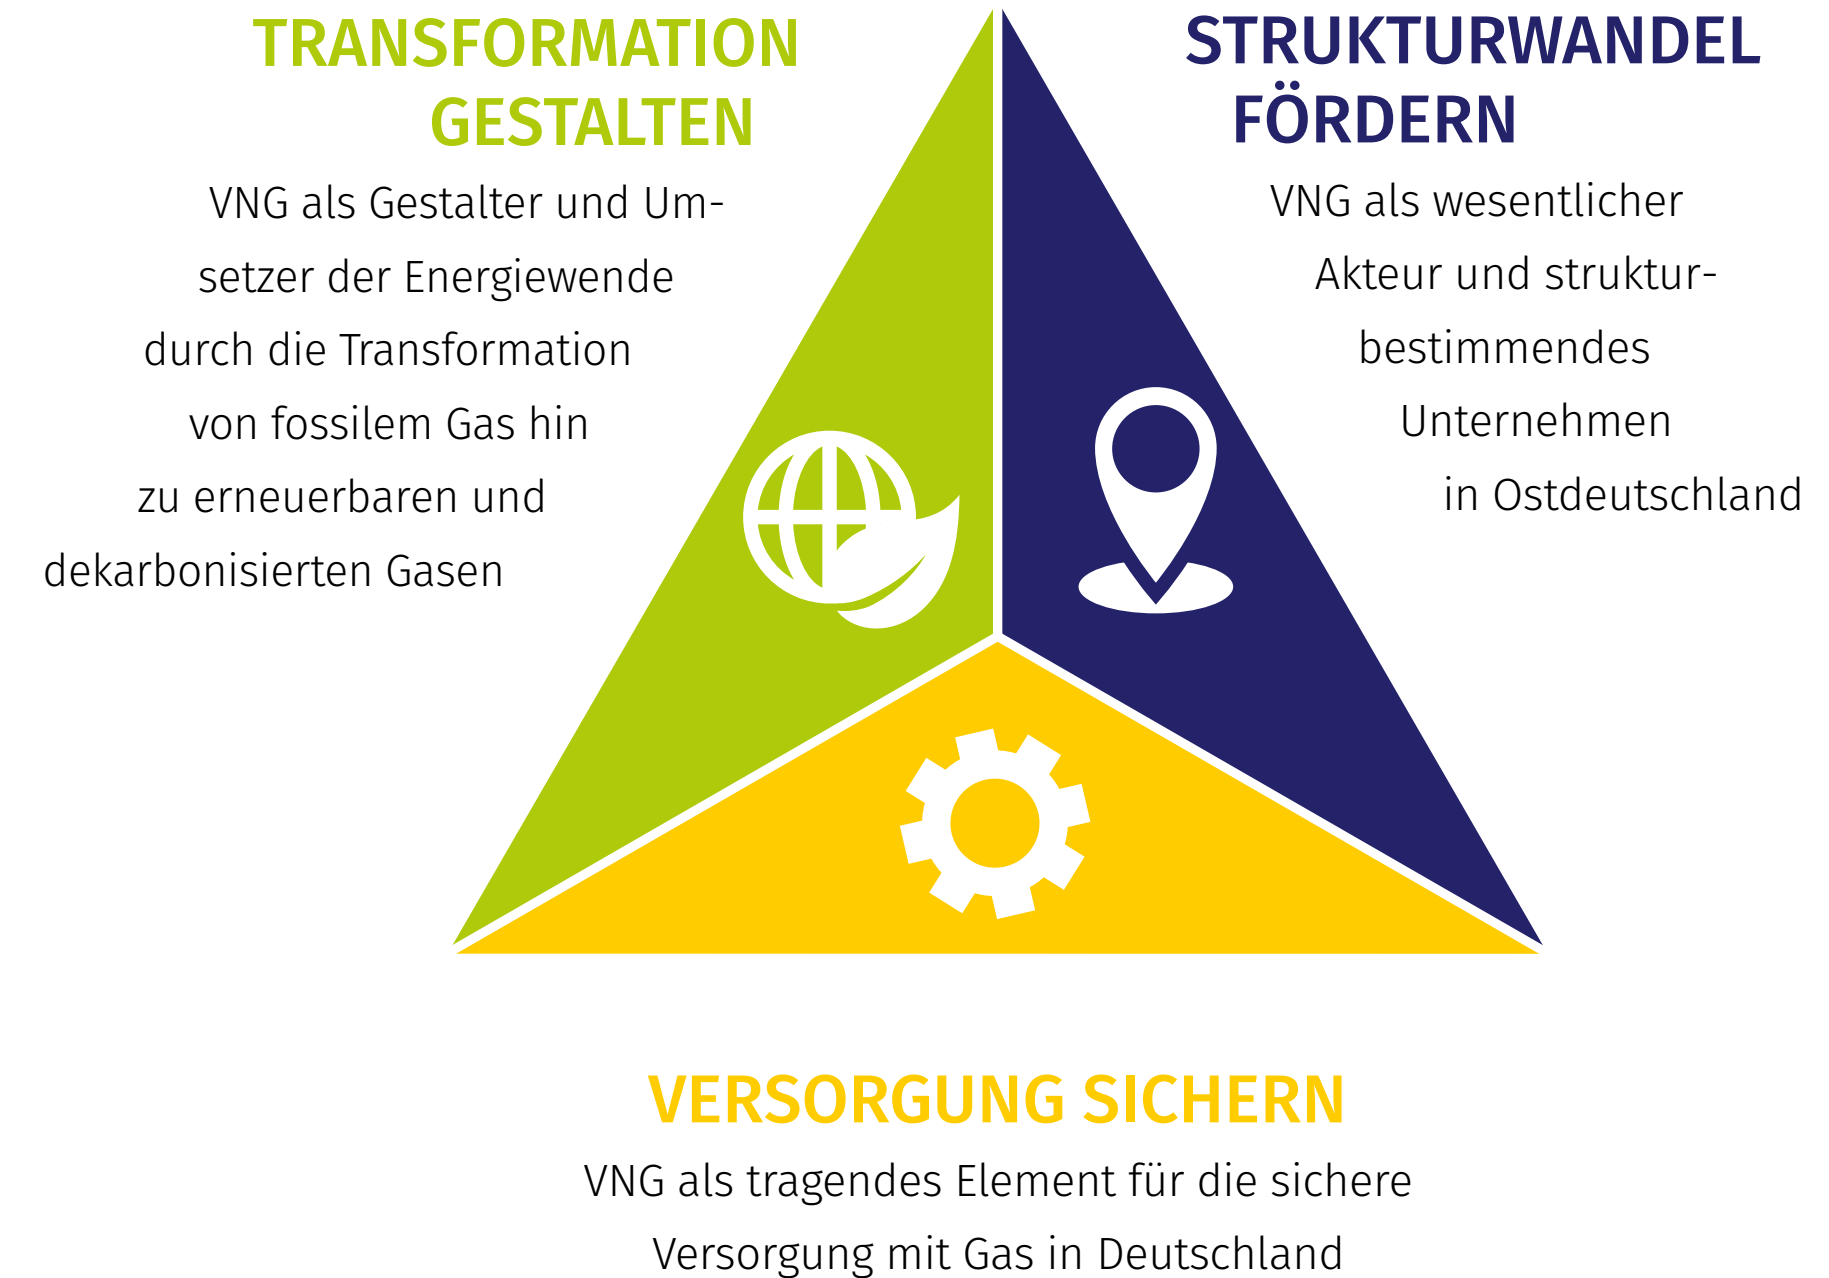 TRANSFORMATION
GESTALTEN
VNG als Gestalter und Um-
setzer der Energiewende
durch die Transformation
von fossilem Gas hin
zu erneuerbaren und
dekarbonisierten Gasen
STRUKTURWANDEL
FÖRDERN
VNG als wesentlicher
Akteur und struktur-
bestimmendes
Unternehmen
in Ostdeutschland
VERSORGUNG SICHERN
VNG als tragendes Element für die sichere
Versorgung mit Gas in Deutschland